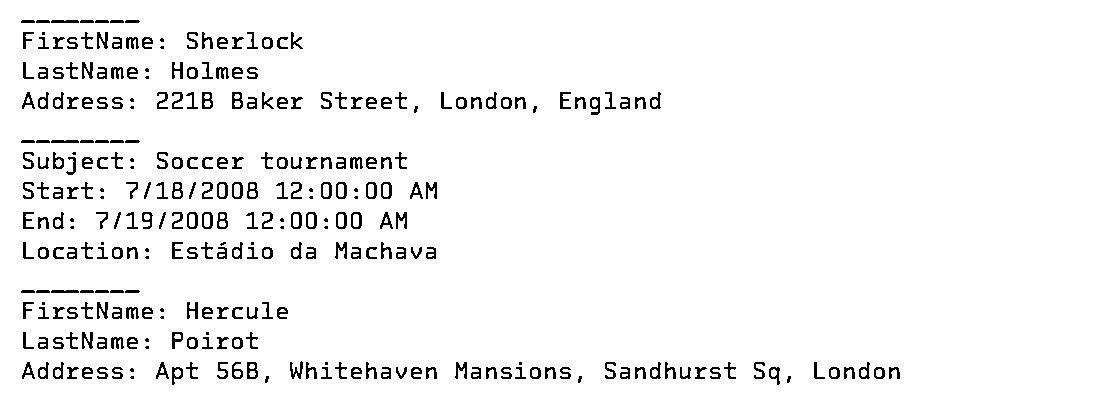 ________
FirstName: Sherlock
LastName: Holmes
Address: 221B Baker Street, London, England
________
Subject: Soccer tournament
Start: 7/18/2008 12:00:00 AM
End: 7/19/2008 12:00:00 AM
Location: Estádio da Machava
________
FirstName: Hercule
LastName: Poirot
Address: Apt 56B, Whitehaven Mansions, Sandhurst Sq, London